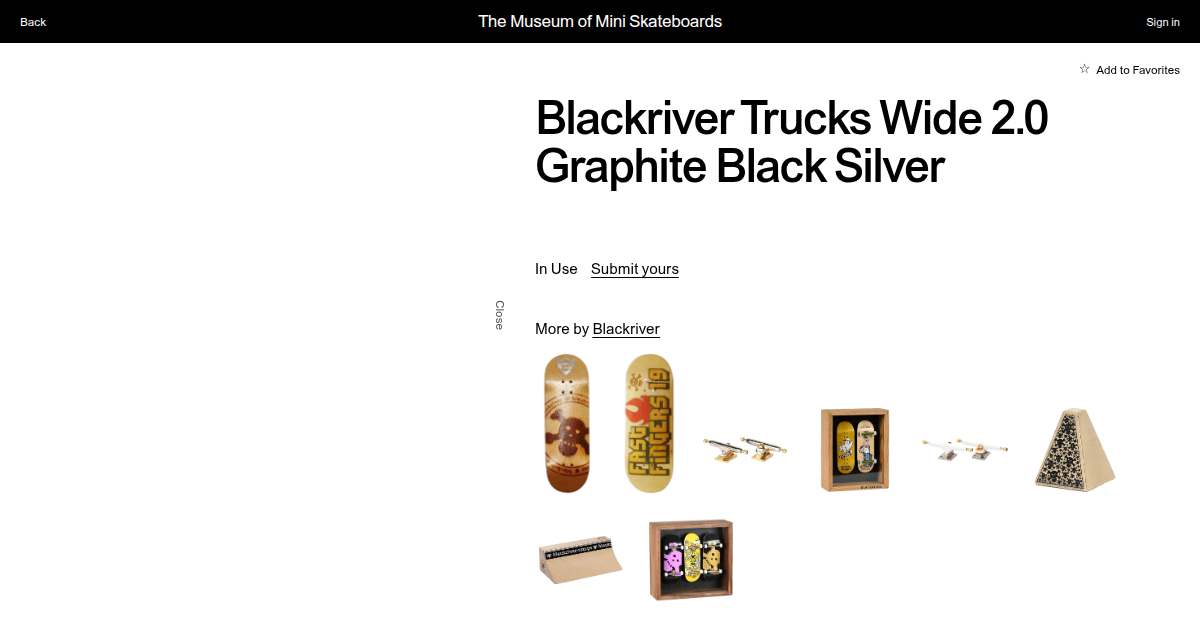 Back
The Museum of Mini Skateboards
Sign in
☆ Add to Favorites
Blackriver Trucks Wide 2.0
Graphite Black Silver
In Use Submit yours
Close
More by Blackriver
FAST
FINGERS 19